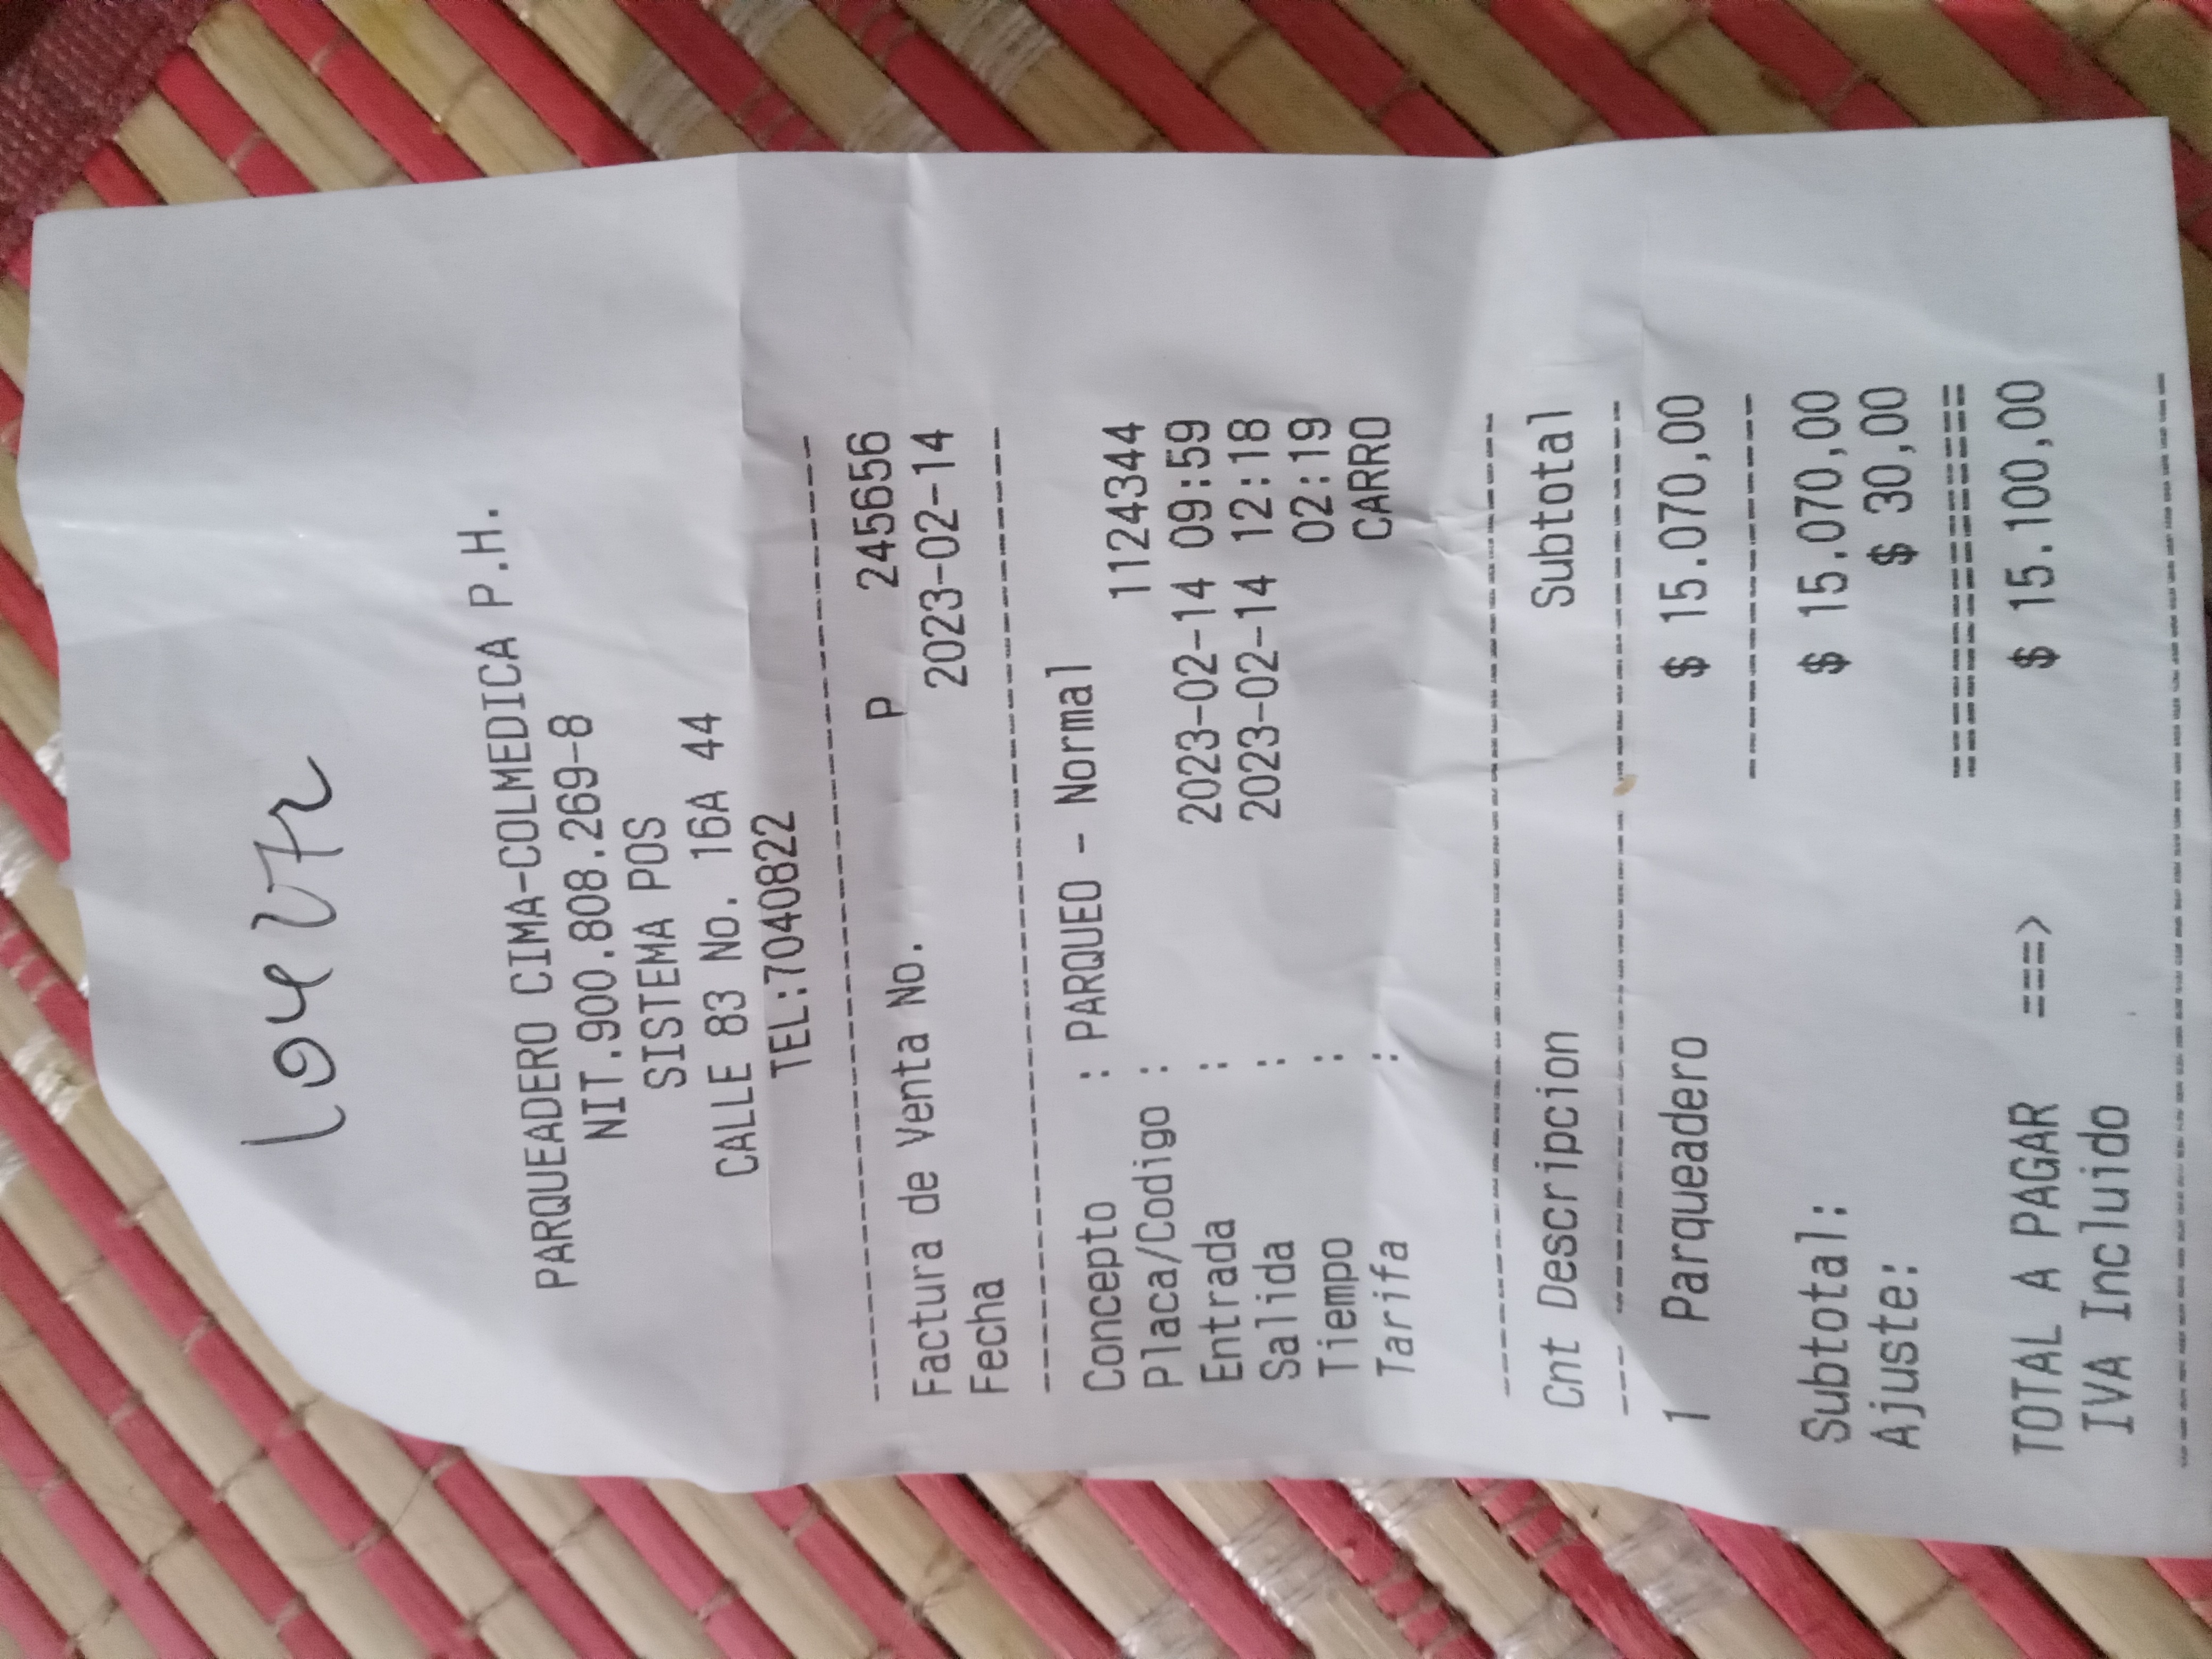 PARQUEADERO CIMA-COLMEDICA P.H.
NIT.900.808.269-8
SISTEMA POS
CALLE 83 No. 16A 44
TEL:7040822
Factura de Venta No. P 245656
Fecha 2023-02-14
Concepto : PARQUEO - Normal
Placa/Codigo : 1124344
Entrada : 2023-02-14 09:59
Salida : 2023-02-14 12:18
Tiempo : 02:19
Tarifa : CARRO
Cnt Descripcion Subtotal
1 Parqueadero $ 15.070,00
Subtotal: $ 15.070,00
Ajuste: $ 30,00
TOTAL A PAGAR ===> $ 15.100,00
IVA Incluido